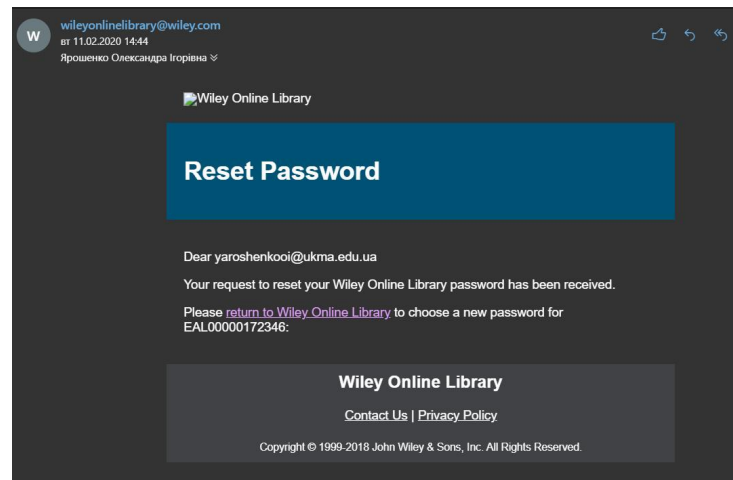 W
wileyonlinelibrary@wiley.com
вт 11.02.2020 14:44
Ярошенко Олександра Ігорівна
Wiley Online Library
Reset Password
Dear yaroshenkooi@ukma.edu.ua
Your request to reset your Wiley Online Library password has been received.
Please return to Wiley Online Library to choose a new password for
EAL00000172346:
Wiley Online Library
Contact Us | Privacy Policy
Copyright © 1999-2018 John Wiley & Sons, Inc. All Rights Reserved.